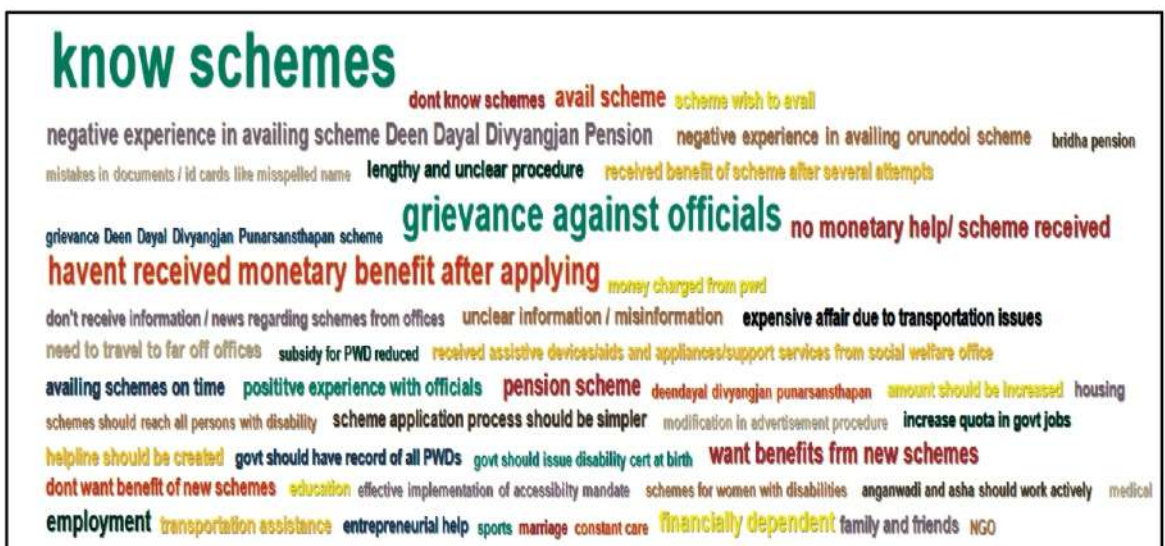 know schemes dont know schemes avail scheme scheme wish to avail
negative experience in availing scheme Deen Dayal Divyangjan Pension negative experience in availing orunodoi scheme bridha pension
mistakes in documents / id cards like misspelled name lengthy and unclear procedure received benefit of scheme after several attempts
grievance Deen Dayal Divyangjan Punarsansthapan scheme grievance against officials no monetary help/ scheme received
havent received monetary benefit after applying money charged from pwd
don't receive information / news regarding schemes from offices unclear information / misinformation expensive affair due to transportation issues
need to travel to far off offices subsidy for PWD reduced received assistive devices/aids and appliances/support services from social welfare office
availing schemes on time posititve experience with officials pension scheme deendayal divyangjan punarsansthapan amount should be increased housing
schemes should reach all persons with disability scheme application process should be simpler modification in advertisement procedure increase quota in govt jobs
helpline should be created govt should have record of all PWDs govt should issue disability cert at birth want benefits frm new schemes
dont want benefit of new schemes education effective implementation of accessibilty mandate schemes for women with disabilities anganwadi and asha should work actively medical
employment transportation assistance entrepreneurial help sports marriage constant care financially dependent family and friends NGO